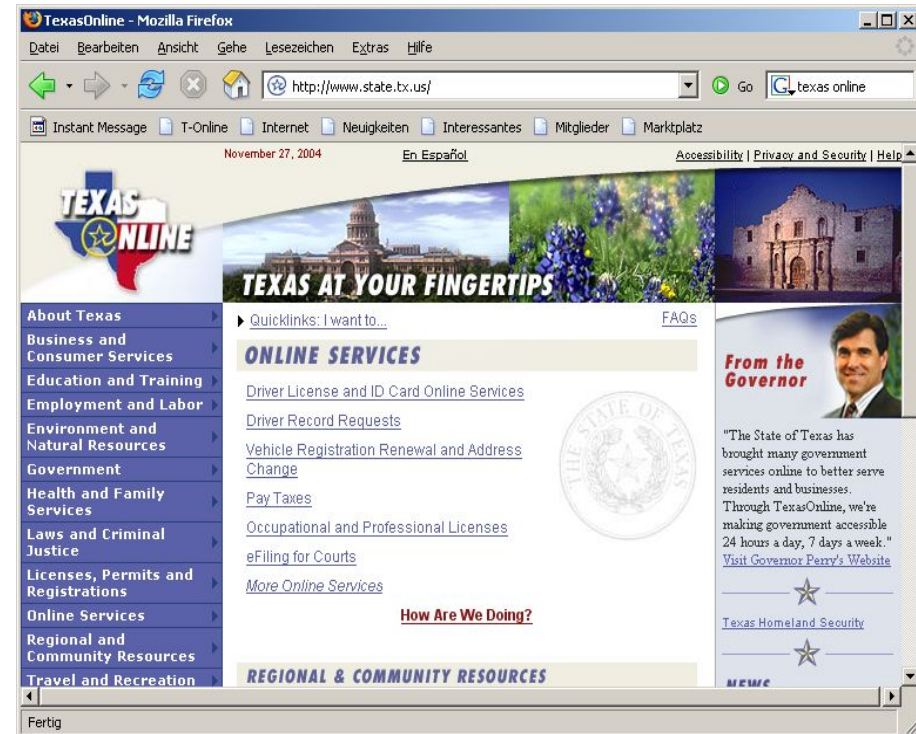 TexasOnline - Mozilla Firefox
Datei Bearbeiten Ansicht Gehe Lesezeichen Extras Hilfe
http://www.state.tx.us/ Go texas online
Instant Message T-Online Internet Neuigkeiten Interessantes Mitglieder Marktplatz
November 27, 2004 En Español Accessibility | Privacy and Security | Help
TEXAS
ONLINE
TEXAS AT YOUR FINGERTIPS
About Texas
Business and
Consumer Services
Education and Training
Employment and Labor
Environment and
Natural Resources
Government
Health and Family
Services
Laws and Criminal
Justice
Licenses, Permits and
Registrations
Online Services
Regional and
Community Resources
Travel and Recreation
Quicklinks: I want to... FAQs
ONLINE SERVICES
Driver License and ID Card Online Services
Driver Record Requests
Vehicle Registration Renewal and Address
Change
Pay Taxes
Occupational and Professional Licenses
eFiling for Courts
More Online Services
THE STATE OF TEXAS
How Are We Doing?
REGIONAL & COMMUNITY RESOURCES
From the
Governor
"The State of Texas has
brought many government
services online to better serve
residents and businesses.
Through TexasOnline, we're
making government accessible
24 hours a day, 7 days a week."
Visit Governor Perry's Website
Texas Homeland Security
NEWS
Fertig